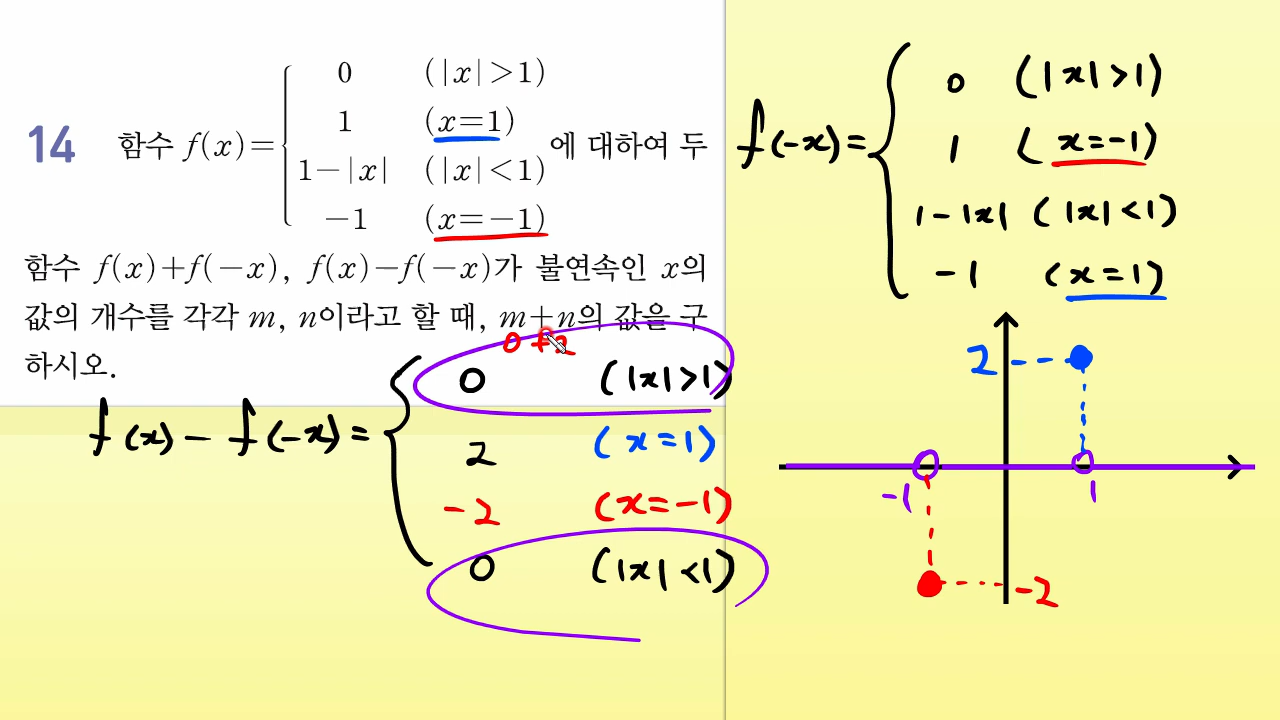 14 함수 f(x)={ 0 (|x|>1)
1 (x=1)
1-|x| (|x|<1)
-1 (x=-1)
에 대하여 두
함수 f(x)+f(-x), f(x)-f(-x)가 불연속인 x의
값의 개수를 각각 m, n이라고 할 때, m+n의 값을 구
하시오.
0+2
f(x)-f(-x)={ 0 (|x|>1)
2 (x=1)
-2 (x=-1)
0 (|x|<1)
f(-x)={ 0 (|x|>1)
1 (x=-1)
1-|x| (|x|<1)
-1 (x=1)
2
-1 1
-2